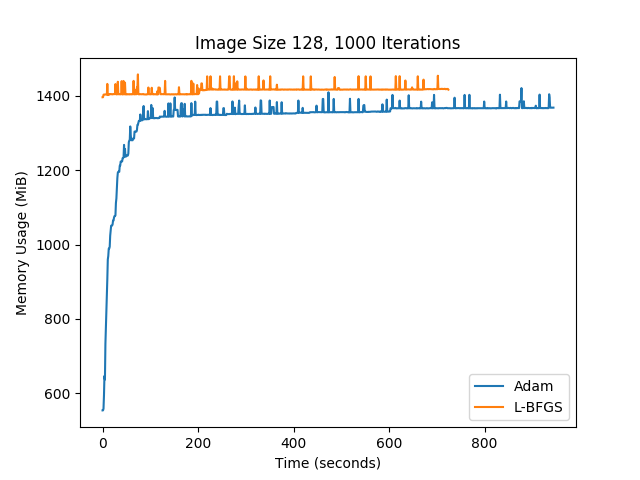 Image Size 128, 1000 Iterations
Memory Usage (MiB)
1400
1200
1000
800
600
0
200
400
600
800
Time (seconds)
Adam
L-BFGS